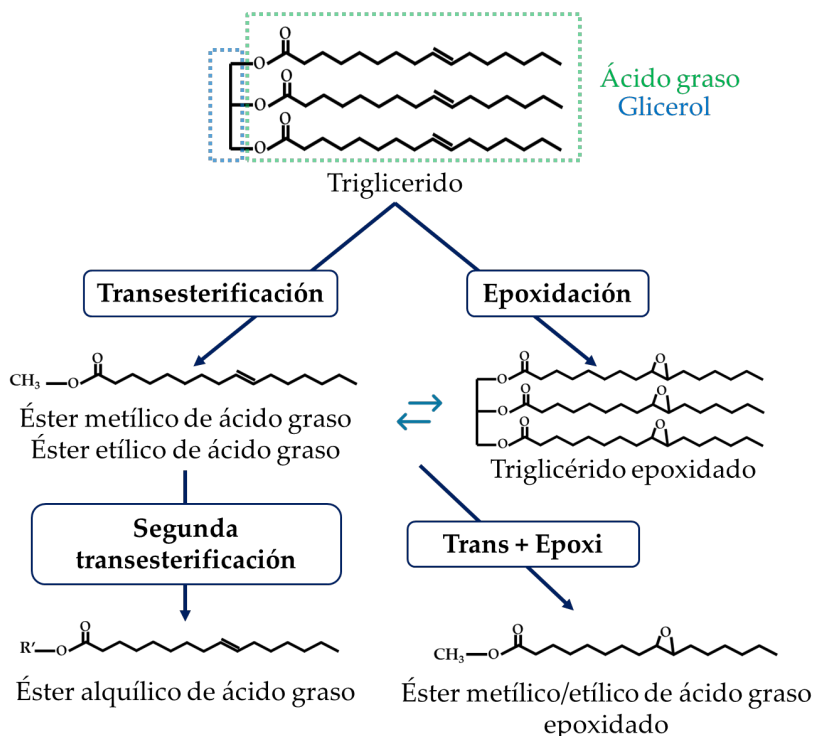 O
O
O
O
O
O
Ácido graso
Glicerol
Triglicerido
Transesterificación
Epoxidación
O
CH₃
O
Éster metílico de ácido graso
Éster etílico de ácido graso
O
O
O
O
O
O
O
O
O
Triglicérido epoxidado
Segunda
transesterificación
Trans + Epoxi
O
R'
O
Éster alquílico de ácido graso
O
O
CH₃
O
Éster metílico/etílico de ácido graso
epoxidado